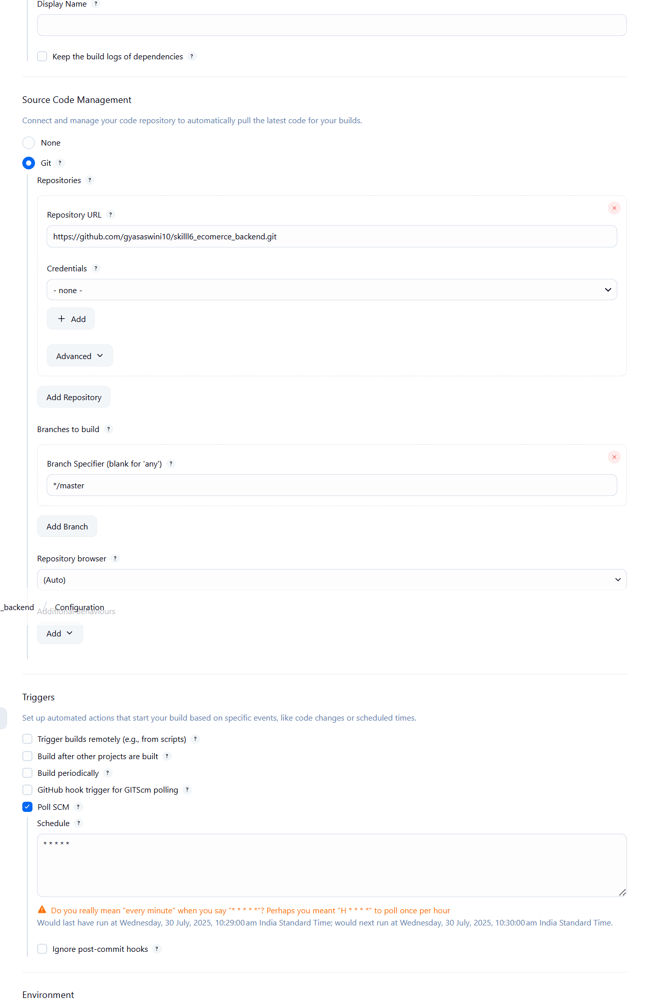 Display Name ?
Keep the build logs of dependencies ?
Source Code Management
Connect and manage your code repository to automatically pull the latest code for your builds.
None
Git ?
Repositories ?
Repository URL ?
https://github.com/gyasaswini10/skilll6_ecomerce_backend.git
Credentials ?
- none -
+ Add
Advanced
Add Repository
Branches to build ?
Branch Specifier (blank for 'any') ?
*/master
Add Branch
Repository browser ?
(Auto)
_backend / Configuration
Additional Behaviours
Add
Triggers
Set up automated actions that start your build based on specific events, like code changes or scheduled times.
Trigger builds remotely (e.g., from scripts) ?
Build after other projects are built ?
Build periodically ?
GitHub hook trigger for GITScm polling ?
Poll SCM ?
Schedule ?
* * * * *
Do you really mean "every minute" when you say "* * * * *"? Perhaps you meant "H * * * *" to poll once per hour
Would last have run at Wednesday, 30 July, 2025, 10:29:00 am India Standard Time; would next run at Wednesday, 30 July, 2025, 10:30:00 am India Standard Time.
Ignore post-commit hooks ?
Environment